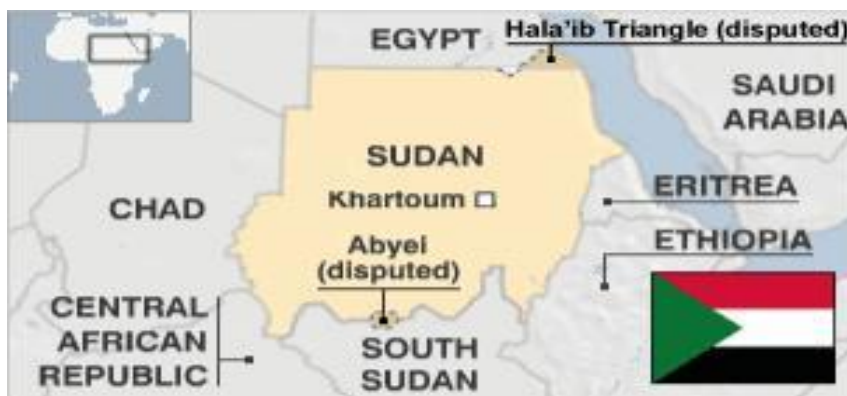 Hala'ib Triangle (disputed)
EGYPT
SAUDI
ARABIA
SUDAN
Khartoum
ERITREA
CHAD
Abyei
(disputed)
ETHIOPIA
CENTRAL
AFRICAN
REPUBLIC
SOUTH
SUDAN